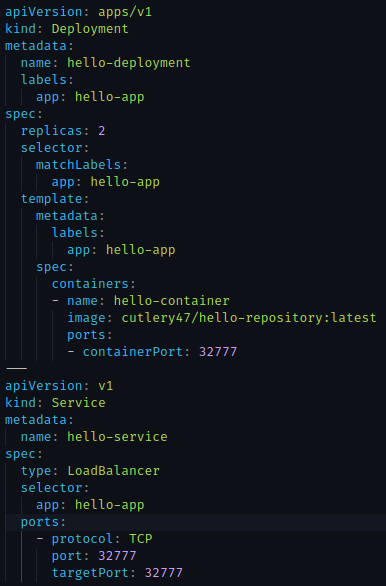 apiVersion: apps/v1
kind: Deployment
metadata:
  name: hello-deployment
  labels:
    app: hello-app
spec:
  replicas: 2
  selector:
    matchLabels:
      app: hello-app
  template:
    metadata:
      labels:
        app: hello-app
    spec:
      containers:
      - name: hello-container
        image: cutlery47/hello-repository:latest
        ports:
        - containerPort: 32777
---
apiVersion: v1
kind: Service
metadata:
  name: hello-service
spec:
  type: LoadBalancer
  selector:
    app: hello-app
  ports:
    - protocol: TCP
      port: 32777
      targetPort: 32777